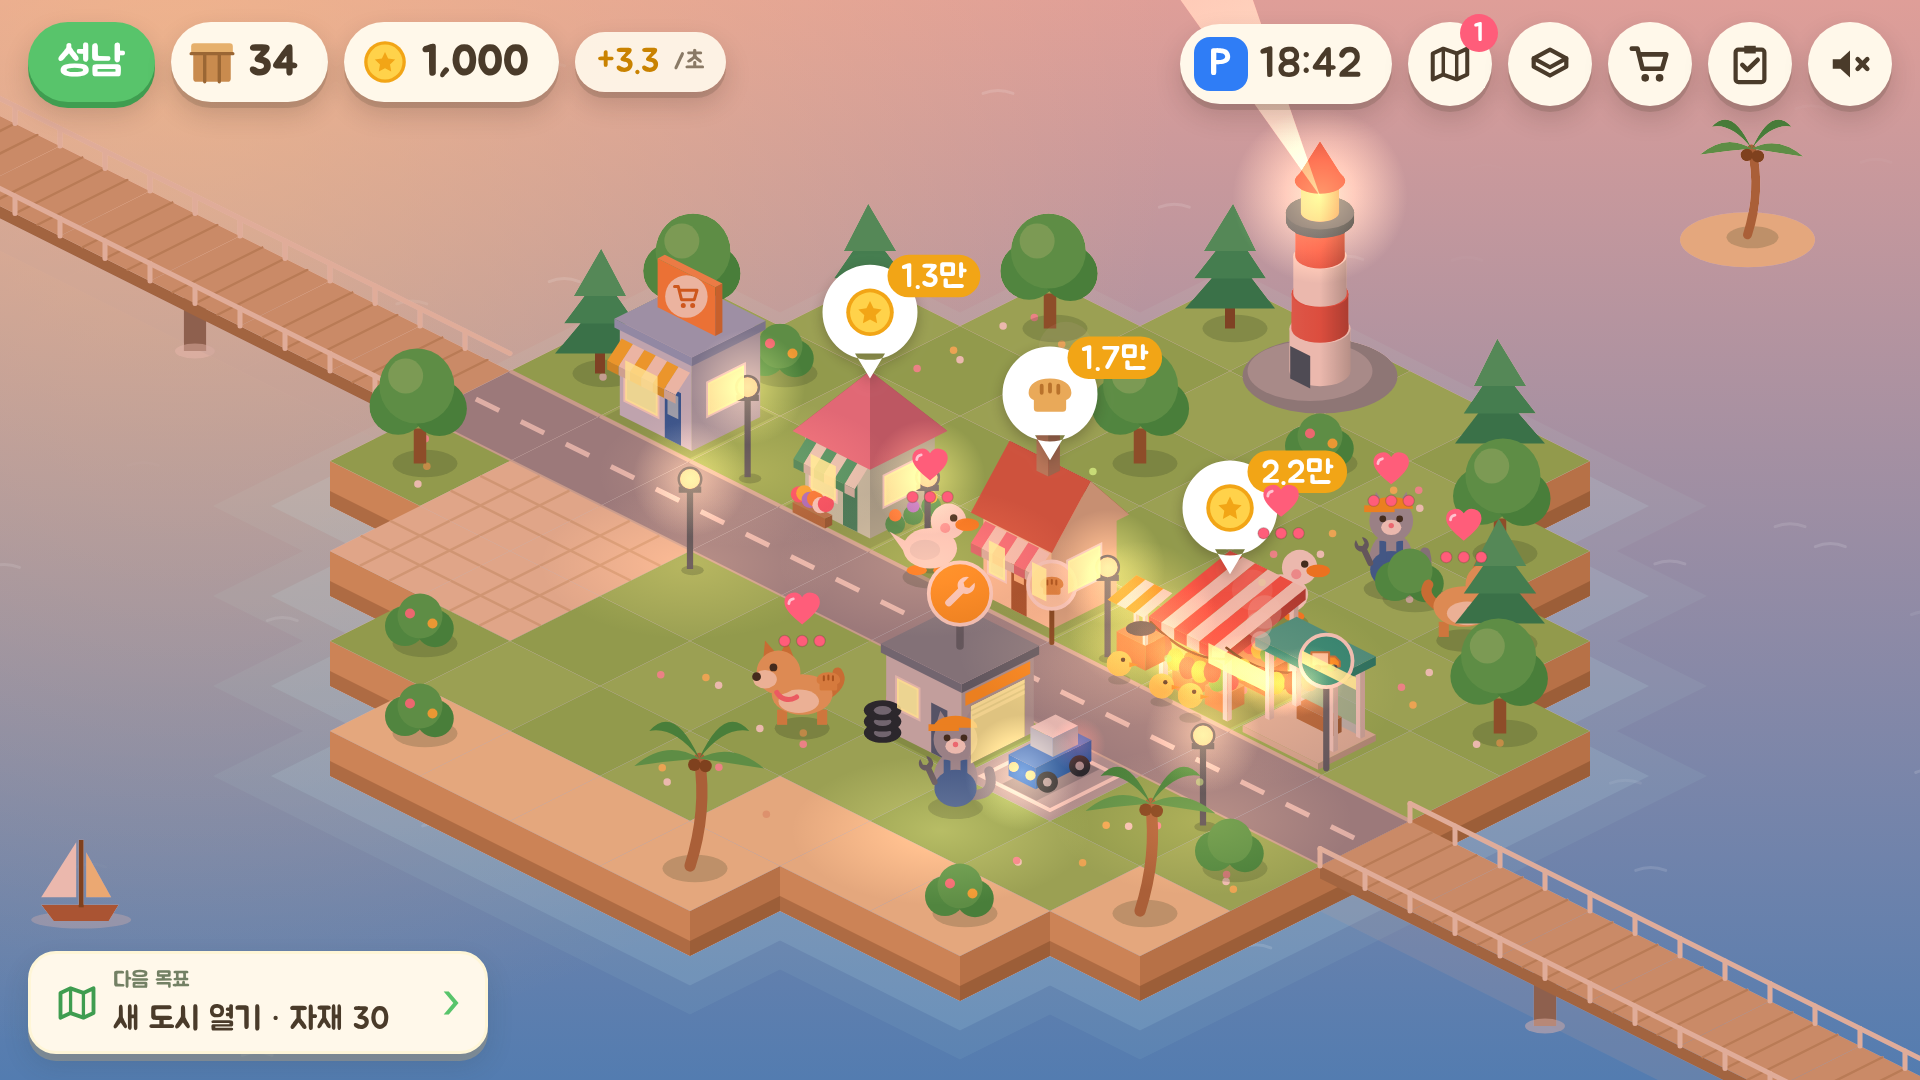 성남
34
1,000
+3.3 /초
P 18:42
1
1.3만
1.7만
2.2만
다음 목표
새 도시 열기 · 자재 30